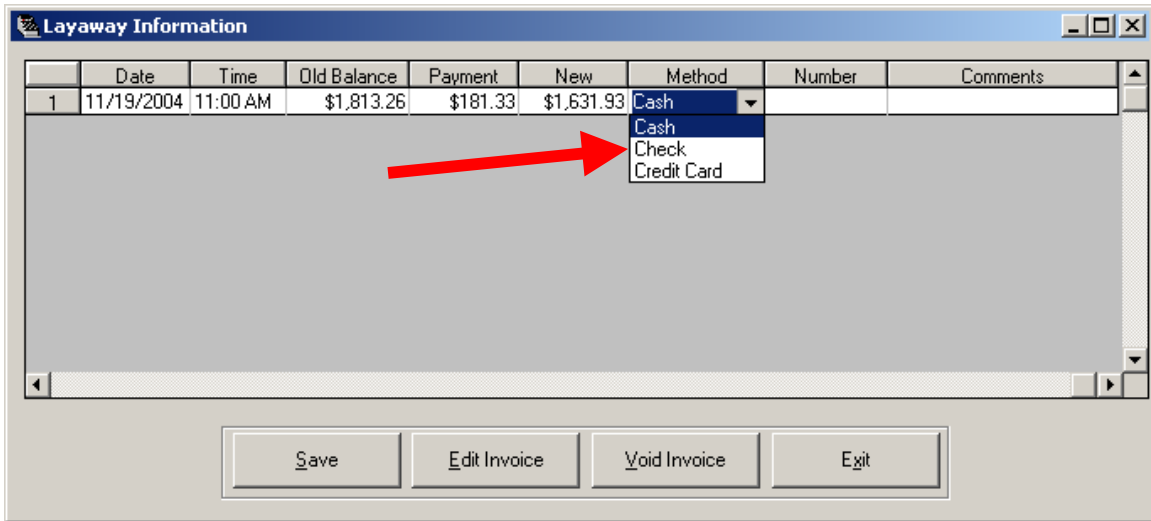 Layaway Information
Date Time Old Balance Payment New Method Number Comments
1 11/19/2004 11:00 AM $1,813.26 $181.33 $1,631.93 Cash
Cash
Check
Credit Card
Save Edit Invoice Void Invoice Exit